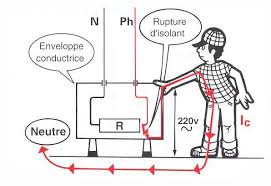 N
Ph
Rupture
d'isolant
Enveloppe
conductrice
R
220v
Ic
Neutre